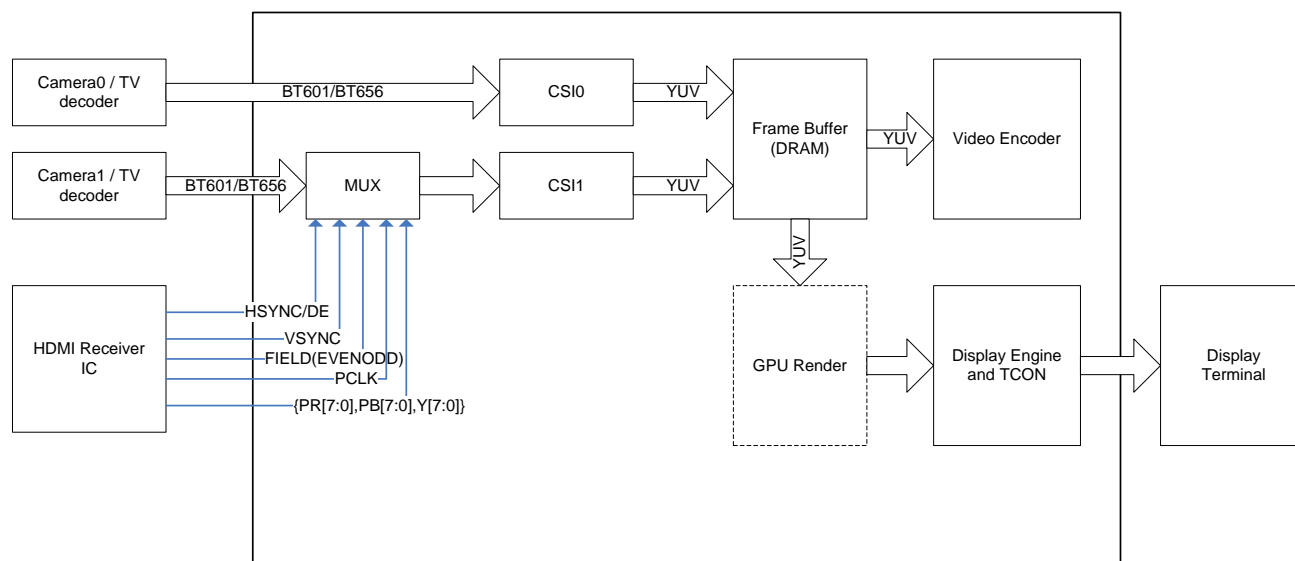 Camera0 / TV
decoder
BT601/BT656
CSI0
YUV
Frame Buffer
(DRAM)
YUV
Video Encoder
Camera1 / TV
decoder
BT601/BT656
MUX
CSI1
YUV
YUV
HDMI Receiver
IC
HSYNC/DE
VSYNC
FIELD(EVENODD)
PCLK
{PR[7:0],PB[7:0],Y[7:0]}
GPU Render
Display Engine
and TCON
Display
Terminal